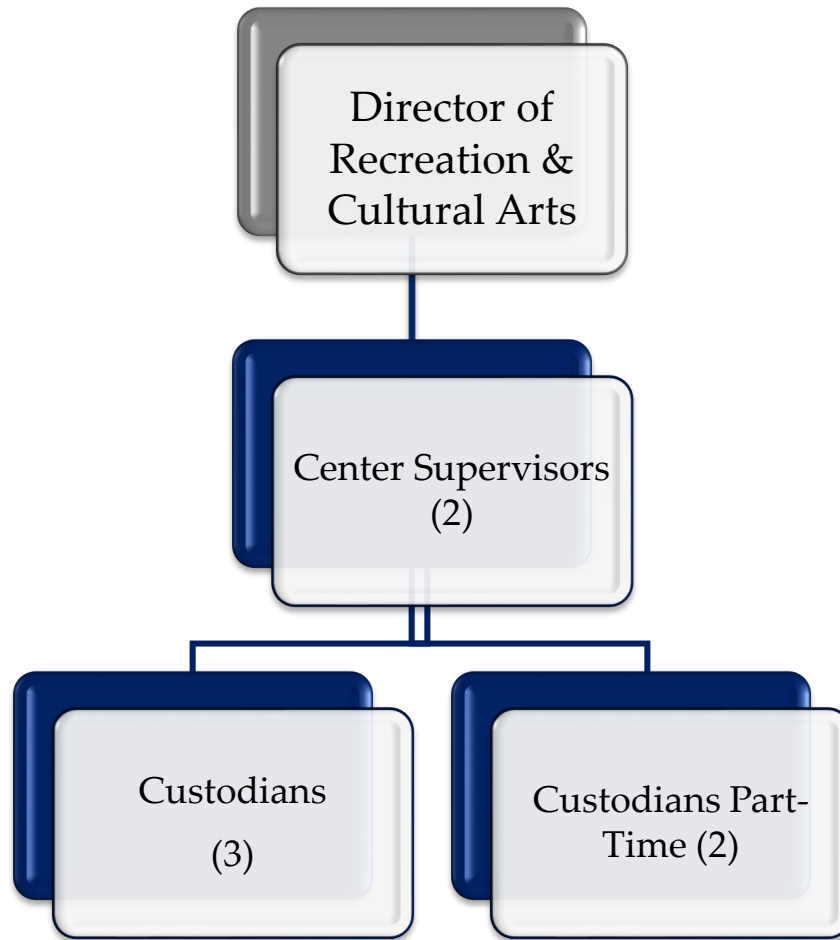 Director of
Recreation &
Cultural Arts
Center Supervisors
(2)
Custodians
(3)
Custodians Part-
Time (2)